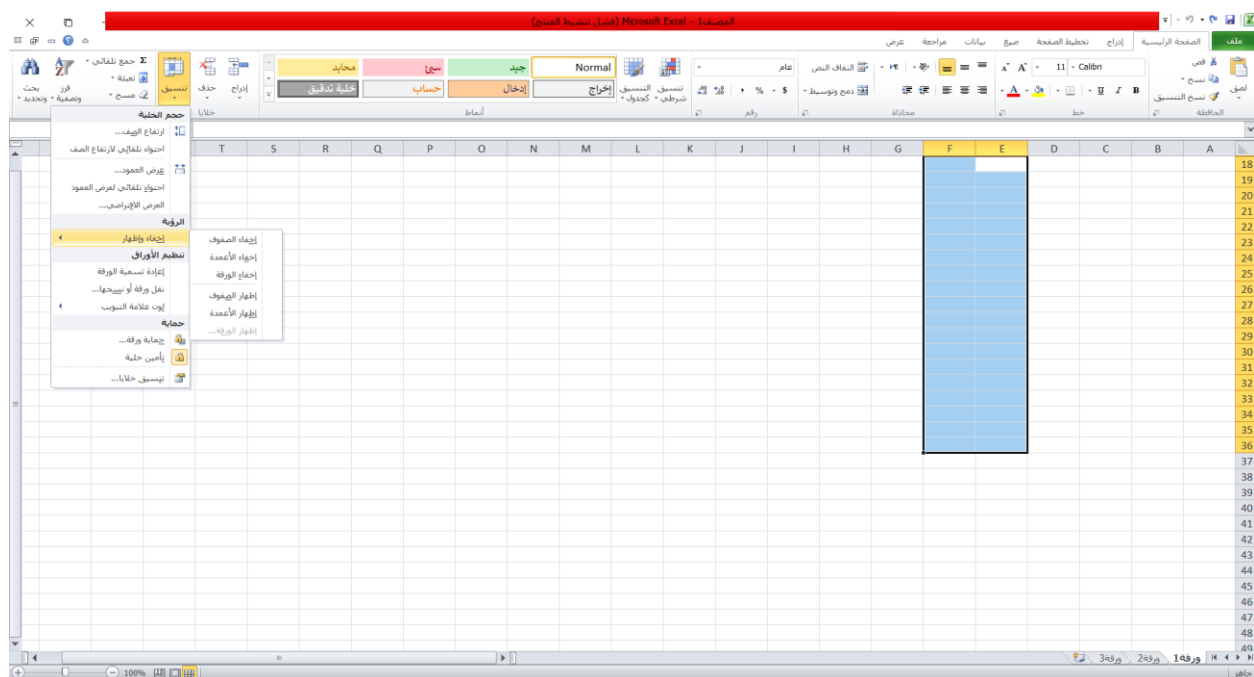 المصنف1 - Microsoft Excel (فشل تنشيط المنتج)
ملف الصفحة الرئيسية إدراج تخطيط الصفحة صيغ بيانات مراجعة عرض
لصق
قص
نسخ
نسخ التنسيق
الحافظة
Calibri 11
B I U
خط
التفاف النص
دمج وتوسيط
محاذاة
عام
$ % ,
رقم
تنسيق شرطي
التنسيق كجدول
Normal جيد سيئ محايد
إخراج إدخال حساب خلية تدقيق
أنماط
إدراج حذف تنسيق
خلايا
Σ جمع تلقائي
تعبئة
مسح
فرز وتصفية
بحث وتحديد
حجم الخلية
ارتفاع الصف...
احتواء تلقائي لارتفاع الصف
عرض العمود...
احتواء تلقائي لعرض العمود
العرض الافتراضي...
الرؤية
إخفاء وإظهار
تنظيم الأوراق
إعادة تسمية الورقة
نقل ورقة أو نسخها...
لون علامة التبويب
حماية
حماية ورقة...
تأمين خلية
تنسيق خلايا...
إخفاء الصفوف
إخفاء الأعمدة
إخفاء الورقة
إظهار الصفوف
إظهار الأعمدة
إظهار الورقة...
A B C D E F G H I J K L M N O P Q R S T
18
19
20
21
22
23
24
25
26
27
28
29
30
31
32
33
34
35
36
37
38
39
40
41
42
43
44
45
46
47
48
49
ورقة1 ورقة2 ورقة3
جاهز
100%